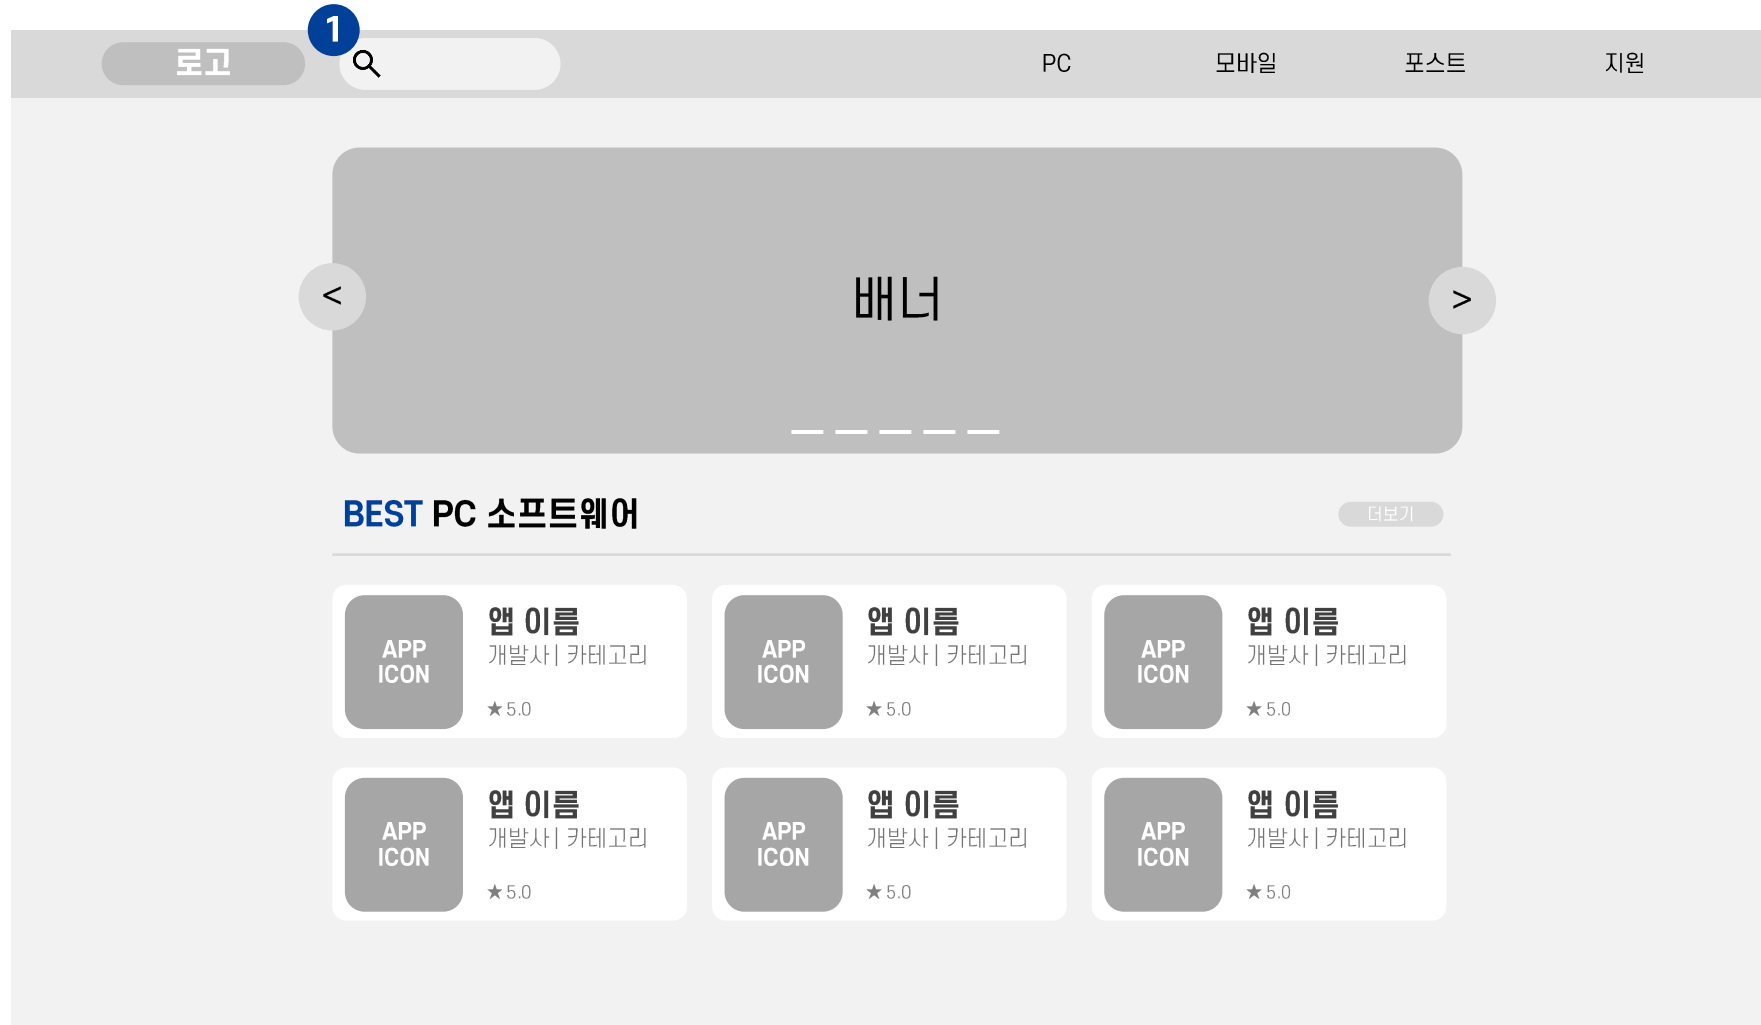 1
로고
PC 모바일 포스트 지원
배너
< >
BEST PC 소프트웨어
더보기
APP
ICON
앱 이름
개발사 | 카테고리
★ 5.0
APP
ICON
앱 이름
개발사 | 카테고리
★ 5.0
APP
ICON
앱 이름
개발사 | 카테고리
★ 5.0
APP
ICON
앱 이름
개발사 | 카테고리
★ 5.0
APP
ICON
앱 이름
개발사 | 카테고리
★ 5.0
APP
ICON
앱 이름
개발사 | 카테고리
★ 5.0